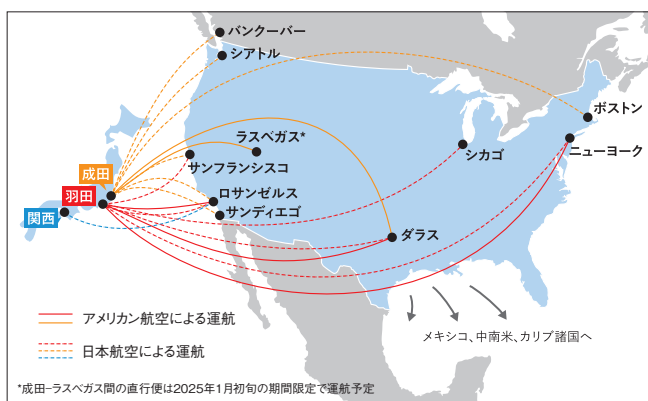 バンクーバー
シアトル
ボストン
ラスベガス*
シカゴ
ニューヨーク
サンフランシスコ
成田
羽田
ロサンゼルス
関西
サンディエゴ
ダラス
アメリカン航空による運航
メキシコ、中南米、カリブ諸国へ
日本航空による運航
*成田–ラスベガス間の直行便は2025年1月初旬の期間限定で運航予定